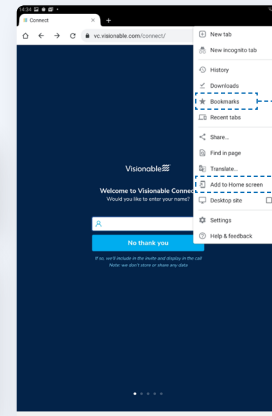 14:34
Connect
vc.visionable.com/connect/
New tab
New incognito tab
History
Downloads
Bookmarks
Recent tabs
Share...
Find in page
Translate...
Add to Home screen
Desktop site
Settings
Help & feedback
Visionable
Welcome to Visionable Connec
Would you like to enter your name?
No thank you
If so, we'll include in the invite and display in the call
Note: we don't store or share any data